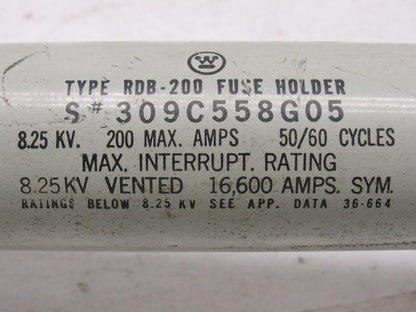 W
TYPE RDB-200 FUSE HOLDER
S# 309C558G05
8.25 KV. 200 MAX. AMPS 50/60 CYCLES
MAX. INTERRUPT. RATING
8.25KV VENTED 16,600 AMPS. SYM.
RATINGS BELOW 8.25 KV SEE APP. DATA 36-664